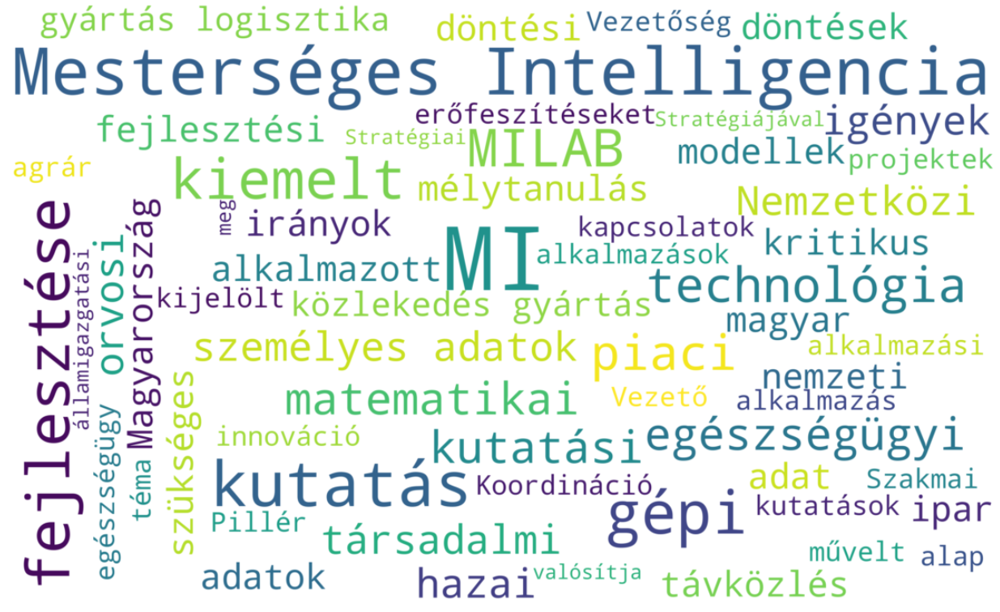 gyártás logisztika
döntési
Vezetőség
döntések
Mesterséges Intelligencia
erőfeszítéseket
Stratégiájával
igények
fejlesztési
Stratégiai
MILAB
modellek
projektek
agrár
kiemelt
mélytanulás
Nemzetközi
meg
irányok
kapcsolatok
kritikus
MI
alkalmazások
alkalmazott
technológia
fejlesztése
államigazgatási
orvosi
Magyarország
kijelölt
közlekedés gyártás
magyar
személyes adatok
piaci
alkalmazási
nemzeti
matematikai
Vezető
alkalmazás
egészségügy
téma
szükséges
innováció
kutatási
egészségügyi
kutatás
Koordináció
adat
Szakmai
gépi
kutatások
ipar
Pillér
társadalmi
művelt
alap
adatok
hazai
valósítja
távközlés